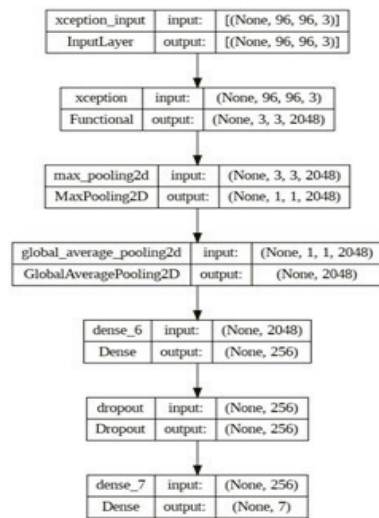 xception_input input: [(None, 96, 96, 3)]
InputLayer output: [(None, 96, 96, 3)]
xception input: (None, 96, 96, 3)
Functional output: (None, 3, 3, 2048)
max_pooling2d input: (None, 3, 3, 2048)
MaxPooling2D output: (None, 1, 1, 2048)
global_average_pooling2d input: (None, 1, 1, 2048)
GlobalAveragePooling2D output: (None, 2048)
dense_6 input: (None, 2048)
Dense output: (None, 256)
dropout input: (None, 256)
Dropout output: (None, 256)
dense_7 input: (None, 256)
Dense output: (None, 7)